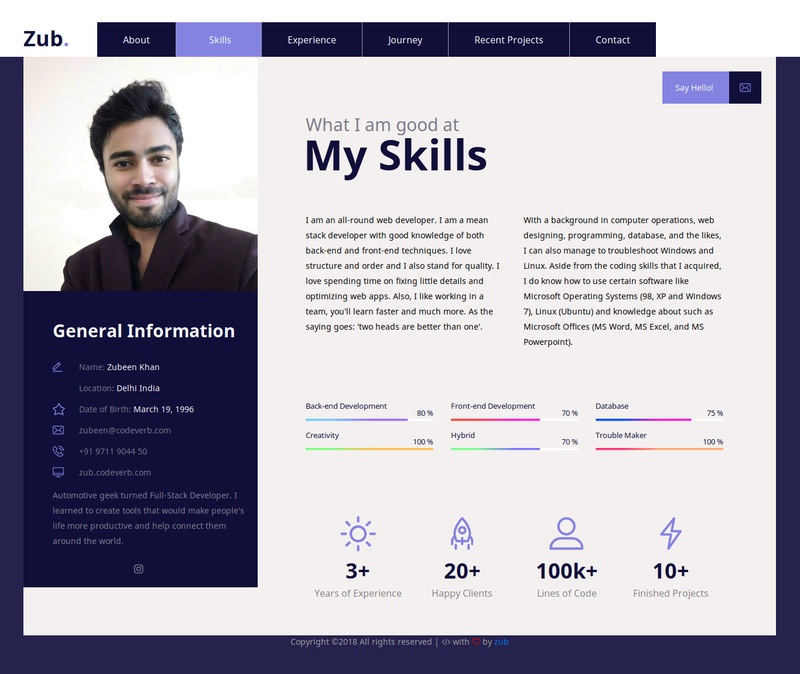 Zub.
About
Skills
Experience
Journey
Recent Projects
Contact
Say Hello!
What I am good at
My Skills
I am an all-round web developer. I am a mean
stack developer with good knowledge of both
back-end and front-end techniques. I love
structure and order and I also stand for quality. I
love spending time on fixing little details and
optimizing web apps. Also, I like working in a
team, you'll learn faster and much more. As the
saying goes: 'two heads are better than one'.
With a background in computer operations, web
designing, programming, database, and the likes,
I can also manage to troubleshoot Windows and
Linux. Aside from the coding skills that I acquired,
I do know how to use certain software like
Microsoft Operating Systems (98, XP and Windows
7), Linux (Ubuntu) and knowledge about such as
Microsoft Offices (MS Word, MS Excel, and MS
Powerpoint).
General Information
Name: Zubeen Khan
Location: Delhi India
Date of Birth: March 19, 1996
zubeen@codeverb.com
+91 9711 9044 50
zub.codeverb.com
Automotive geek turned Full-Stack Developer. I
learned to create tools that would make people's
life more productive and help connect them
around the world.
Back-end Development
80 %
Front-end Development
70 %
Database
75 %
Creativity
100 %
Hybrid
70 %
Trouble Maker
100 %
3+
Years of Experience
20+
Happy Clients
100k+
Lines of Code
10+
Finished Projects
Copyright ©2018 All rights reserved | </> with ♡ by zub